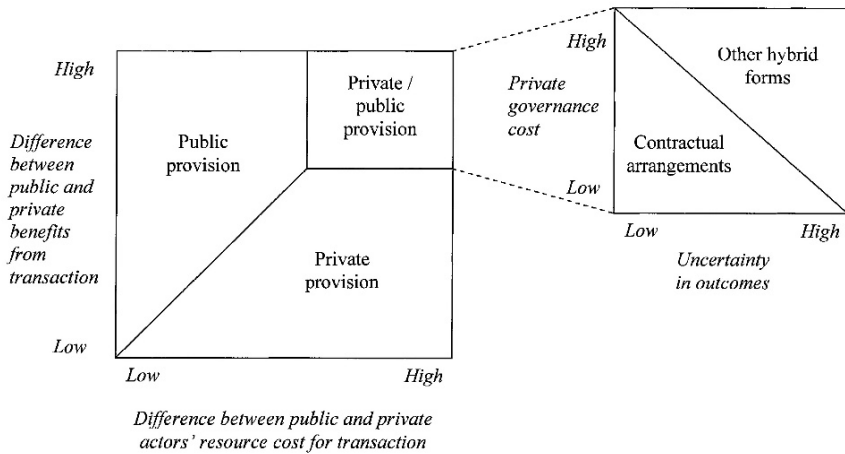 High
Difference
between
public and
private
benefits
from
transaction
Low
Public
provision
Private /
public
provision
Private
provision
Low
High
Difference between public and private
actors’ resource cost for transaction
High
Private
governance
cost
Low
Other hybrid
forms
Contractual
arrangements
Low
High
Uncertainty
in outcomes